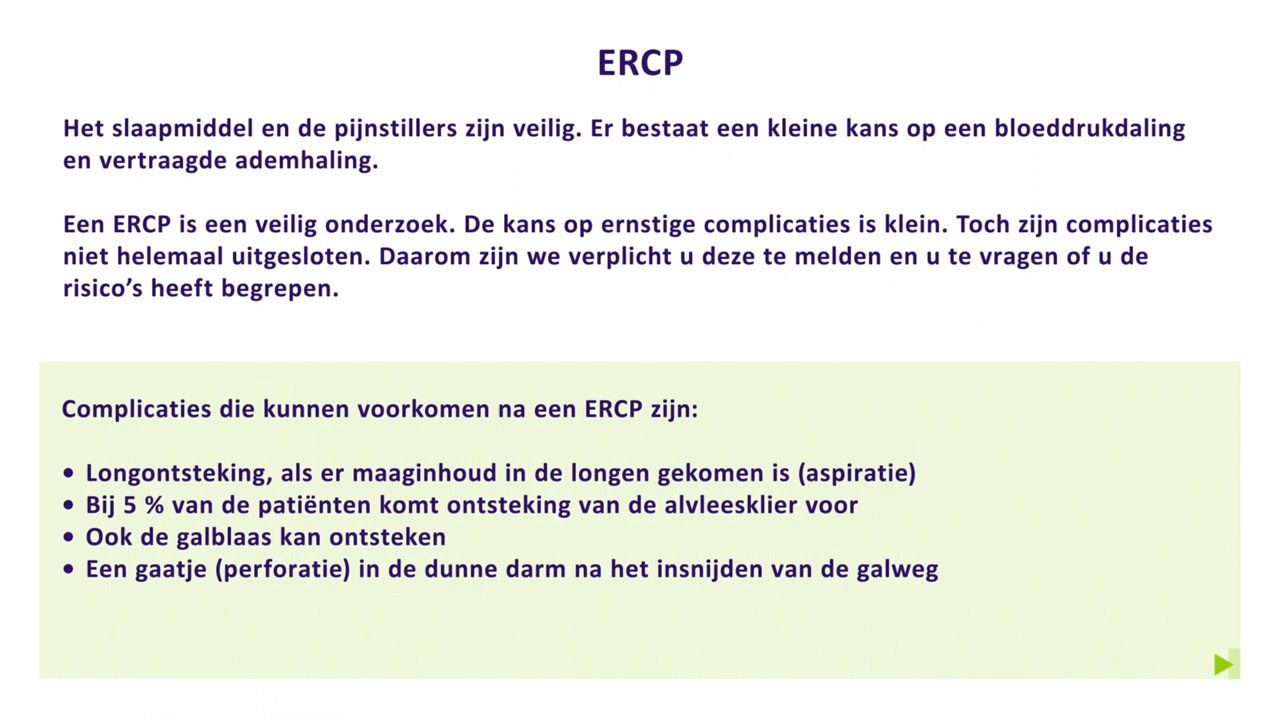 ERCP
Het slaapmiddel en de pijnstillers zijn veilig. Er bestaat een kleine kans op een bloeddrukdaling
en vertraagde ademhaling.
Een ERCP is een veilig onderzoek. De kans op ernstige complicaties is klein. Toch zijn complicaties
niet helemaal uitgesloten. Daarom zijn we verplicht u deze te melden en u te vragen of u de
risico’s heeft begrepen.
Complicaties die kunnen voorkomen na een ERCP zijn:
• Longontsteking, als er maaginhoud in de longen gekomen is (aspiratie)
• Bij 5 % van de patiënten komt ontsteking van de alvleesklier voor
• Ook de galblaas kan ontsteken
• Een gaatje (perforatie) in de dunne darm na het insnijden van de galweg